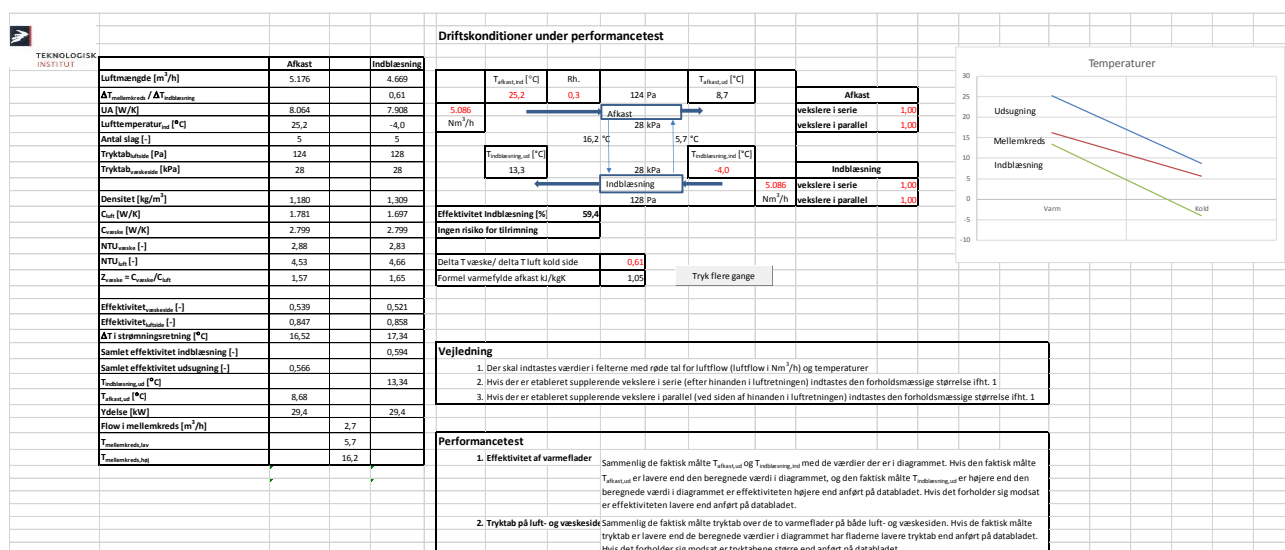 Driftskonditioner under performancetest
TEKNOLOGISK
INSTITUT
Afkast Indblæsning
Luftmængde [m³/h] 5.176 4.669
ΔTmellemkreds / ΔTindblæsning 0,61
UA [W/K] 8.064 7.908
Lufttemperaturind [°C] 25,2 -4,0
Antal slag [-] 5 5
Tryktabluftside [Pa] 124 128
Tryktabvæskeside [kPa] 28 28
Densitet [kg/m³] 1,180 1,309
Cluft [W/K] 1.781 1.697
Cvæske [W/K] 2.799 2.799
NTUvæske [-] 2,88 2,83
NTUluft [-] 4,53 4,66
Zvæske = Cvæske/Cluft 1,57 1,65
Effektivitetvæskeside [-] 0,539 0,521
Effektivitetluftside [-] 0,847 0,858
ΔT i strømningsretning [°C] 16,52 17,34
Samlet effektivitet indblæsning [-] 0,594
Samlet effektivitet udsugning [-] 0,566
Tindblæsning,ud [°C] 13,34
Tafkast,ud [°C] 8,68
Ydelse [kW] 29,4 29,4
Flow i mellemkreds [m³/h] 2,7
Tmellemkreds,lav 5,7
Tmellemkreds,høj 16,2
Tafkast,ind [°C] Rh. Tafkast,ud [°C]
25,2 0,3 124 Pa 8,7
5.086 Afkast
Nm³/h 28 kPa
16,2 °C 5,7 °C
Tindblæsning,ud [°C] Tindblæsning,ind [°C]
13,3 28 kPa -4,0
Indblæsning 5.086
128 Pa Nm³/h
Effektivitet Indblæsning [%] 59,4
Ingen risiko for tilrimning
Delta T væske/ delta T luft kold side 0,61
Formel varmefylde afkast kJ/kgK 1,05
Tryk flere gange
Afkast
vekslere i serie 1,00
vekslere i parallel 1,00
Indblæsning
vekslere i serie 1,00
vekslere i parallel 1,00
Temperaturer
30
25
20
15
10
5
0
-5
-10
Udsugning
Mellemkreds
Indblæsning
Varm Kold
Vejledning
1. Der skal indtastes værdier i felterne med røde tal for luftflow (luftflow i Nm³/h) og temperaturer
2. Hvis der er etableret supplerende vekslere i serie (efter hinanden i luftretningen) indtastes den forholdsmæssige størrelse ifht. 1
3. Hvis der er etableret supplerende vekslere i parallel (ved siden af hinanden i luftretningen) indtastes den forholdsmæssige størrelse ifht. 1
Performancetest
1. Effektivitet af varmeflader
Sammenlig de faktisk målte Tafkast,ud og Tindblæsning,ind med de værdier der er i diagrammet. Hvis den faktisk målte
Tafkast,ud er lavere end den beregnede værdi i diagrammet, og den faktisk målte Tindblæsning,ud er højere end den
beregnede værdi i diagrammet er effektiviteten højere end anført på databladet. Hvis det forholder sig modsat
er effektiviteten lavere end anført på databladet.
2. Tryktab på luft- og væskeside
Sammenlig de faktisk målte tryktab over de to varmeflader på både luft- og væskesiden. Hvis de faktisk målte
tryktab er lavere end de beregnede værdier i diagrammet har fladerne lavere tryktab end anført på databladet.
Hvis det forholder sig modsat er tryktabene større end anført på databladet.